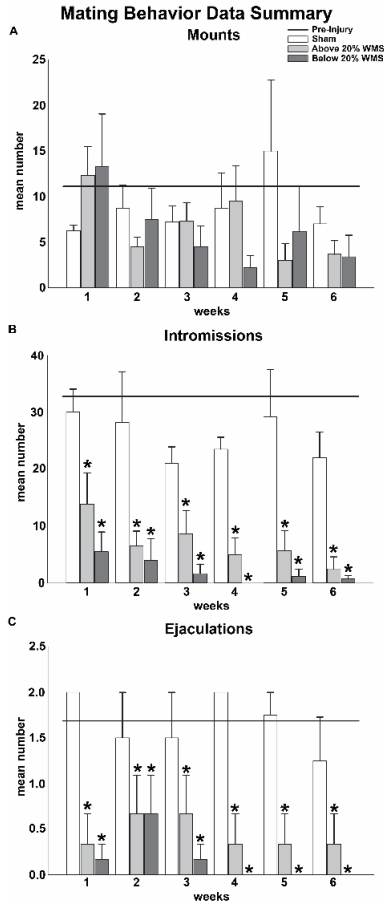 Mating Behavior Data Summary
A
Mounts
Pre-Injury
Sham
Above 20% WMS
Below 20% WMS
25
20
15
10
5
0
mean number
1 2 3 4 5 6
weeks
B
Intromissions
40
30
20
10
0
mean number
* * * * * * * * * *
* *
1 2 3 4 5 6
weeks
C
Ejaculations
2.5
2.0
1.5
1.0
0.5
0.0
mean number
* * * * * * * * * * * *
1 2 3 4 5 6
weeks